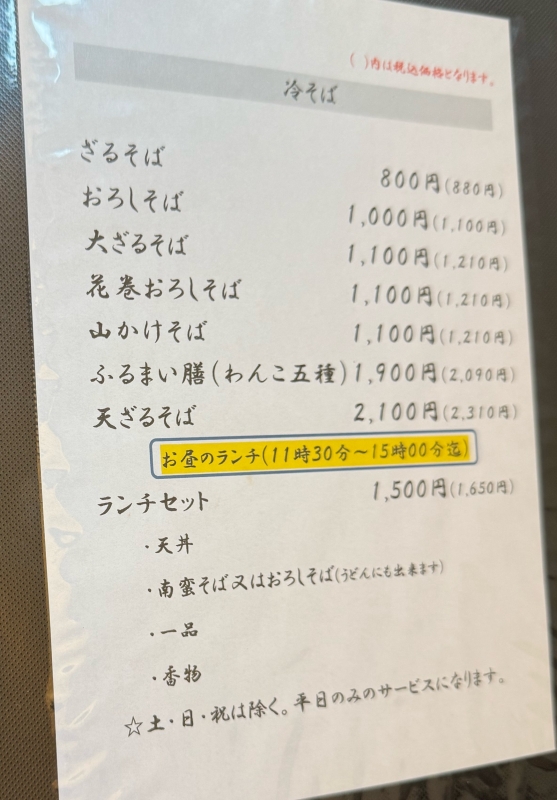 ( )内は税込価格となります。
冷そば
ざるそば 800円(880円)
おろしそば 1,000円(1,100円)
大ざるそば 1,100円(1,210円)
花巻おろしそば 1,100円(1,210円)
山かけそば 1,100円(1,210円)
ふるまい膳(わんこ五種) 1,900円(2,090円)
天ざるそば 2,100円(2,310円)
お昼のランチ(11時30分～15時00分迄)
ランチセット 1,500円(1,650円)
・天丼
・南蛮そば又はおろしそば(うどんにも出来ます)
・一品
・香物
☆土・日・祝は除く。平日のみのサービスになります。